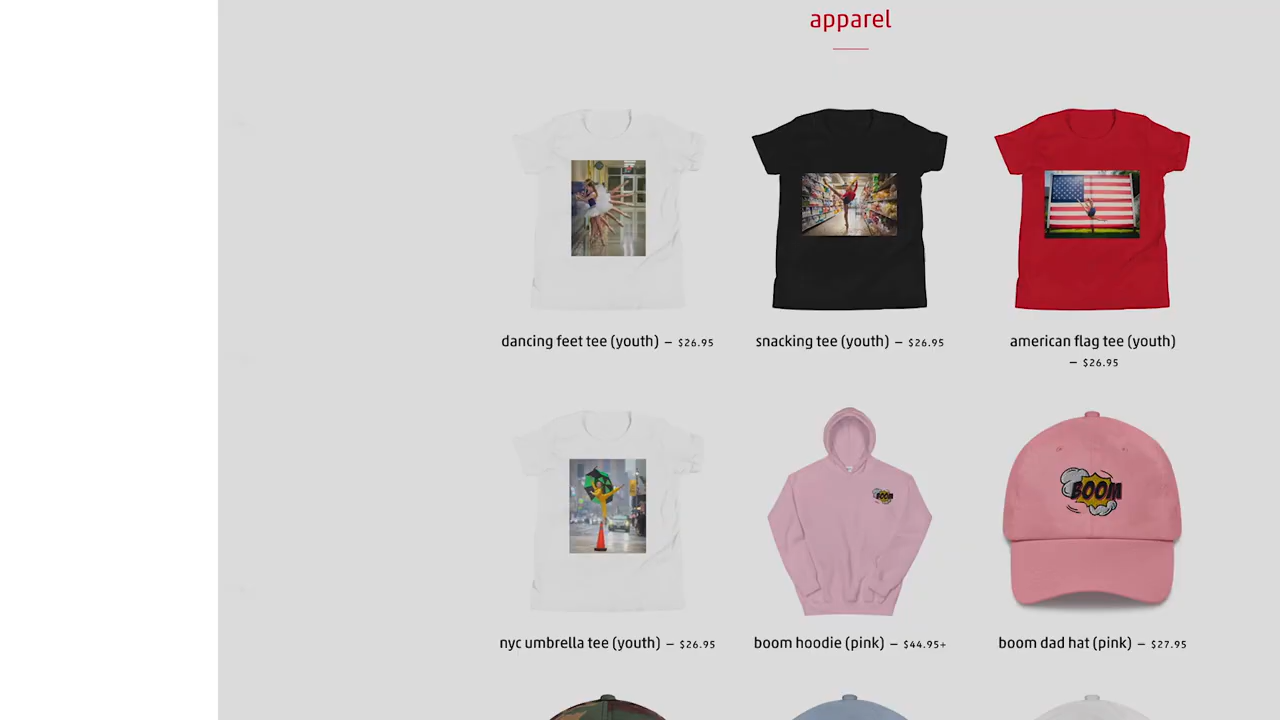 apparel
dancing feet tee (youth) – $26.95
snacking tee (youth) – $26.95
american flag tee (youth)
– $26.95
BOOM
BOOM
nyc umbrella tee (youth) – $26.95
boom hoodie (pink) – $44.95+
boom dad hat (pink) – $27.95